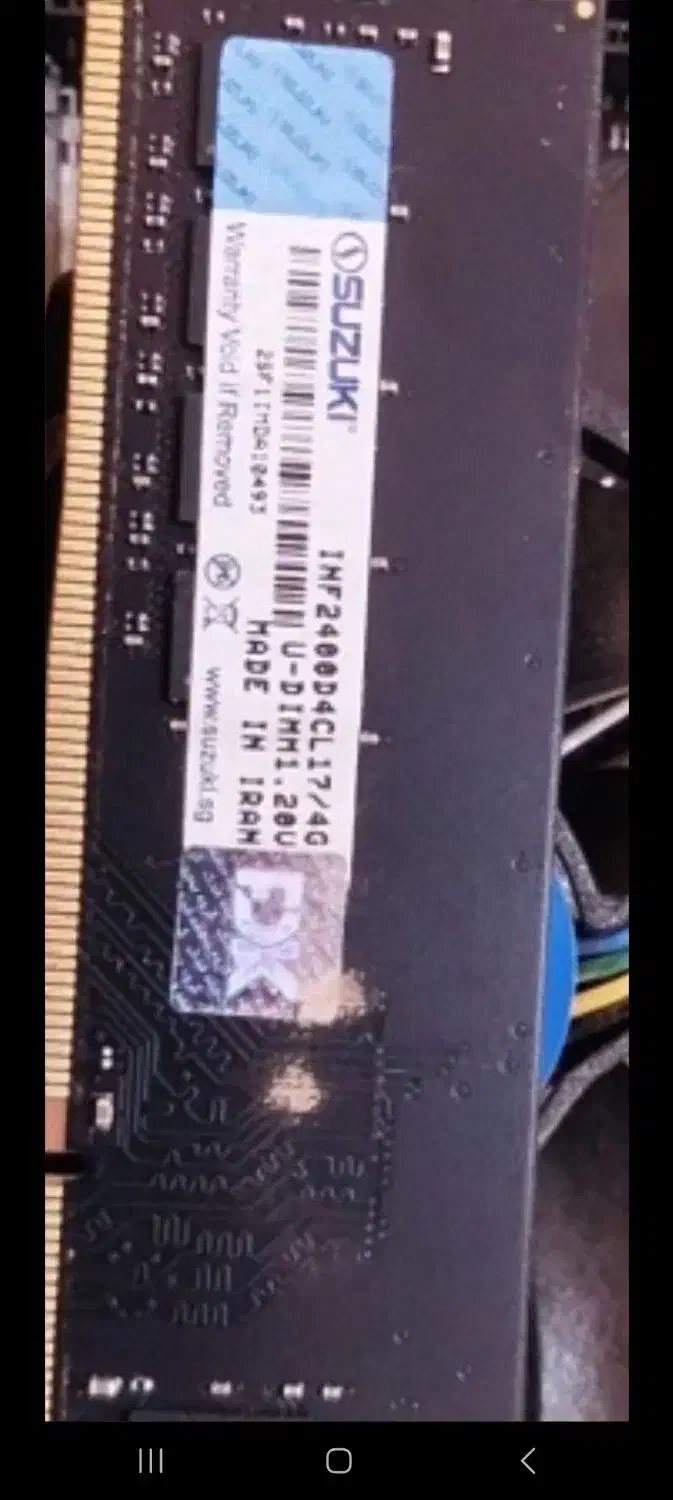 SUZUKI
INF2400D4CL17/4G
U-DIMM1.20V
MADE IN IRAN
Warranty Void if Removed
www.suzuki.sg